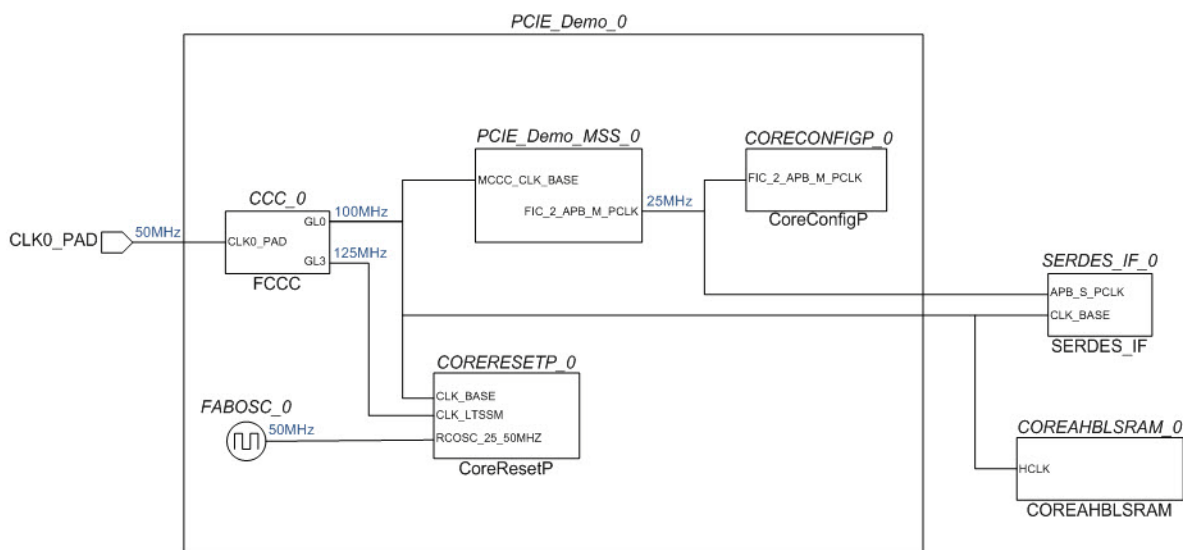 PCIE_Demo_0
PCIE_Demo_MSS_0
CORECONFIGP_0
MCCC_CLK_BASE
FIC_2_APB_M_PCLK
25MHz
FIC_2_APB_M_PCLK
CoreConfigP
CCC_0
GL0
100MHz
CLK0_PAD
50MHz
CLK0_PAD
125MHz
GL3
FCCC
SERDES_IF_0
APB_S_PCLK
CLK_BASE
SERDES_IF
CORERESETP_0
CLK_BASE
CLK_LTSSM
RCOSC_25_50MHZ
CoreResetP
FABOSC_0
50MHz
COREAHBLSRAM_0
HCLK
COREAHBLSRAM